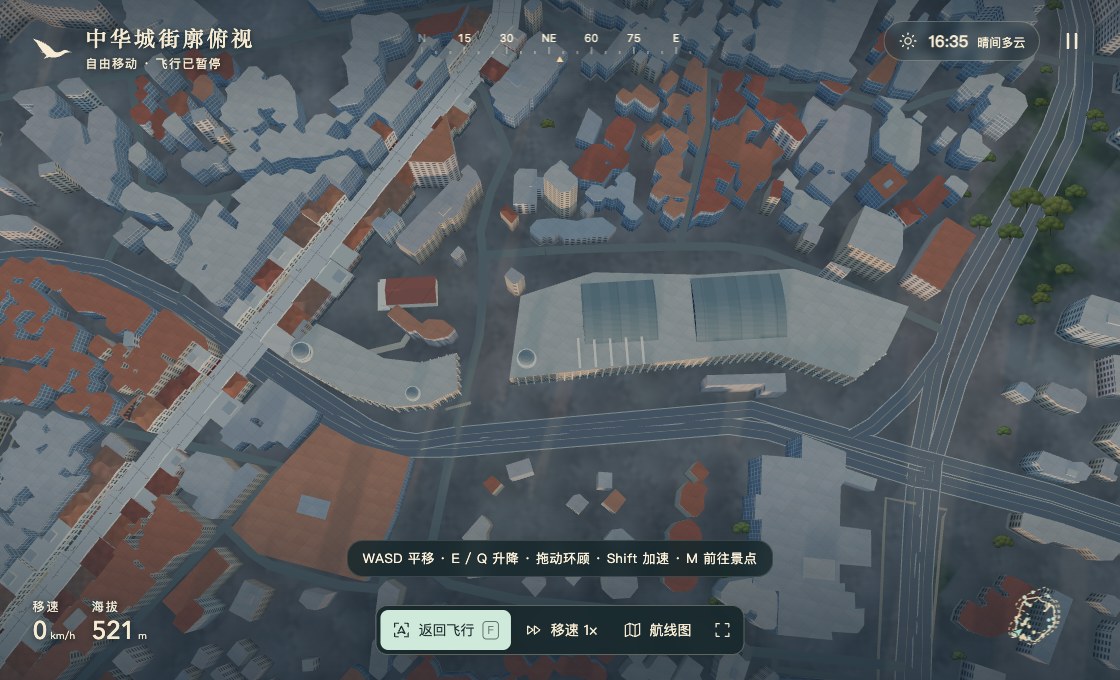 中华城街廓俯视
自由移动 · 飞行已暂停
N 15 30 NE 60 75 E
16:35 晴间多云
WASD 平移 · E / Q 升降 · 拖动环顾 · Shift 加速 · M 前往景点
移速 海拔
0 km/h 521 m
返回飞行 F 移速 1x 航线图